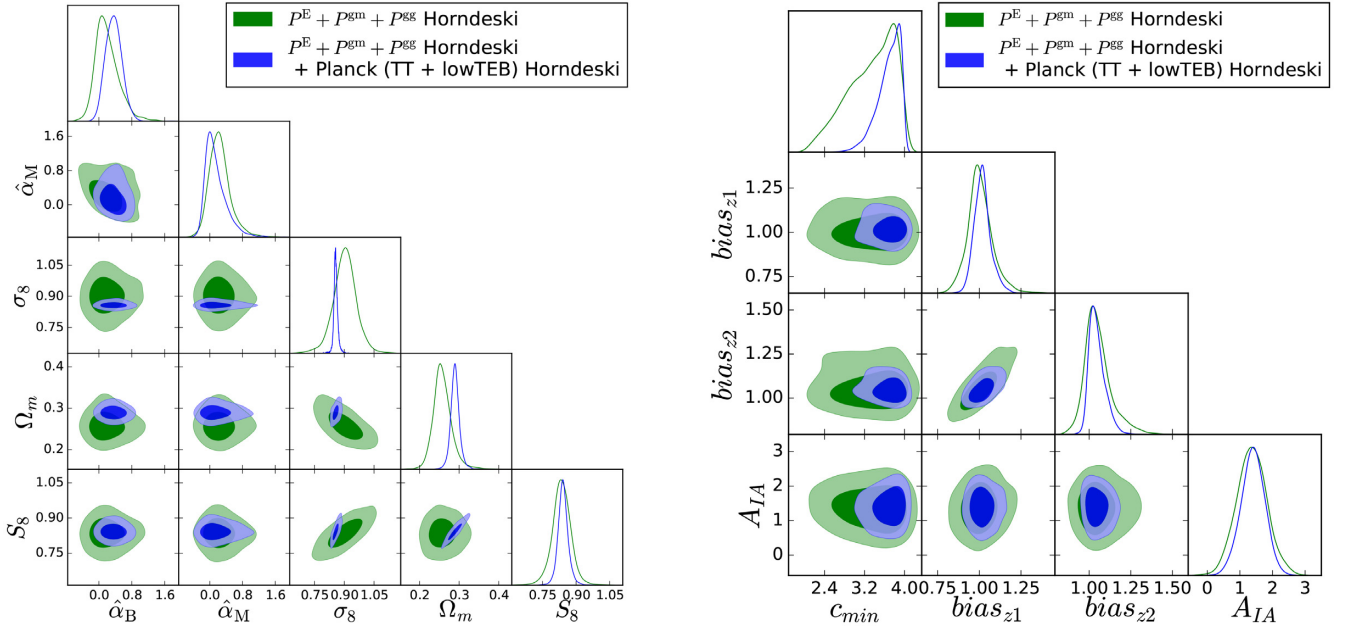 P^E + P^gm + P^gg Horndeski
P^E + P^gm + P^gg Horndeski
+ Planck (TT + lowTEB) Horndeski
1.6
0.8
0.0
α̂_M
1.05
0.90
0.75
σ_8
0.4
0.3
0.2
Ω_m
1.05
0.90
0.75
S_8
0.0 0.8 1.6
0.0 0.8 1.6
0.75 0.90 1.05
0.2 0.3 0.4
0.75 0.90 1.05
α̂_B α̂_M σ_8 Ω_m S_8
P^E + P^gm + P^gg Horndeski
P^E + P^gm + P^gg Horndeski
+ Planck (TT + lowTEB) Horndeski
1.25
1.00
0.75
bias_z1
1.50
1.25
1.00
bias_z2
3
2
1
0
A_IA
2.4 3.2 4.00
0.75 1.00 1.25
1.00 1.25 1.50
0 1 2 3
c_min bias_z1 bias_z2 A_IA